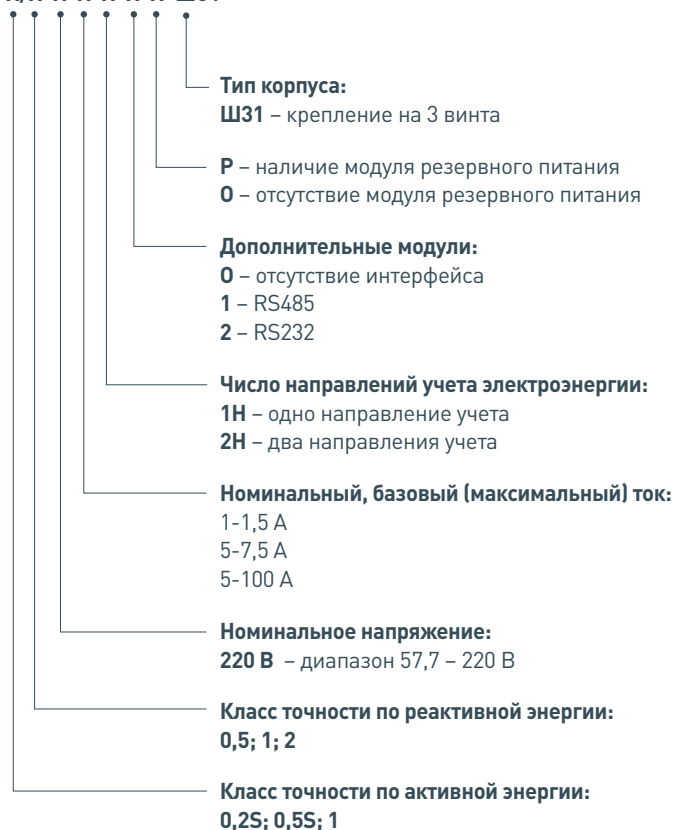 Тип корпуса:
Ш31 – крепление на 3 винта
Р – наличие модуля резервного питания
0 – отсутствие модуля резервного питания
Дополнительные модули:
0 – отсутствие интерфейса
1 – RS485
2 – RS232
Число направлений учета электроэнергии:
1Н – одно направление учета
2Н – два направления учета
Номинальный, базовый (максимальный) ток:
1-1,5 А
5-7,5 А
5-100 А
Номинальное напряжение:
220 В – диапазон 57,7 – 220 В
Класс точности по реактивной энергии:
0,5; 1; 2
Класс точности по активной энергии:
0,2S; 0,5S; 1